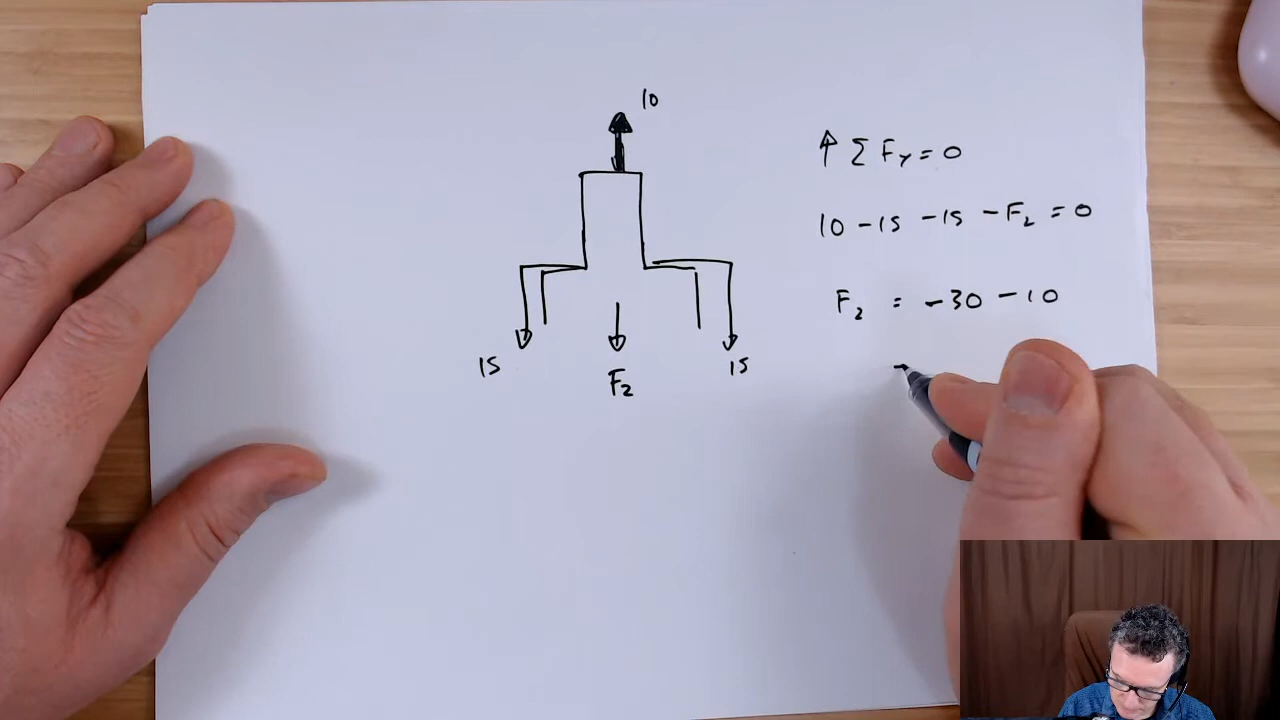 10
↑ Σ Fy = 0
10 - 15 - 15 - F2 = 0
F2 = -30 - 10
15
F2
15